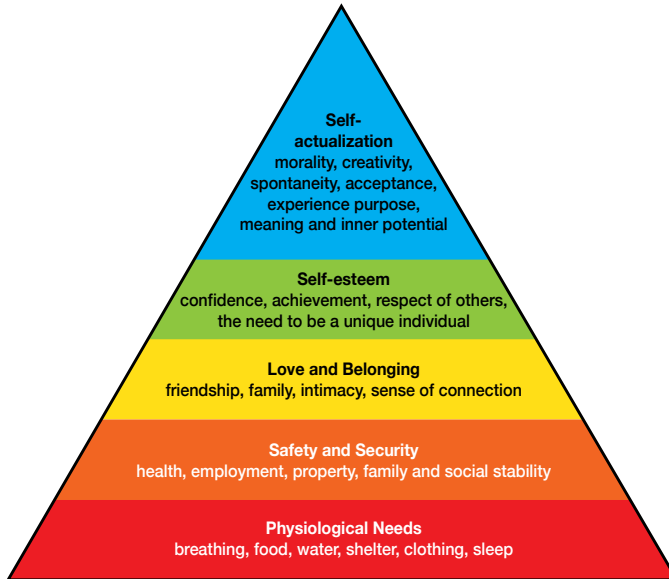 Self-
actualization
morality, creativity,
spontaneity, acceptance,
experience purpose,
meaning and inner potential
Self-esteem
confidence, achievement, respect of others,
the need to be a unique individual
Love and Belonging
friendship, family, intimacy, sense of connection
Safety and Security
health, employment, property, family and social stability
Physiological Needs
breathing, food, water, shelter, clothing, sleep